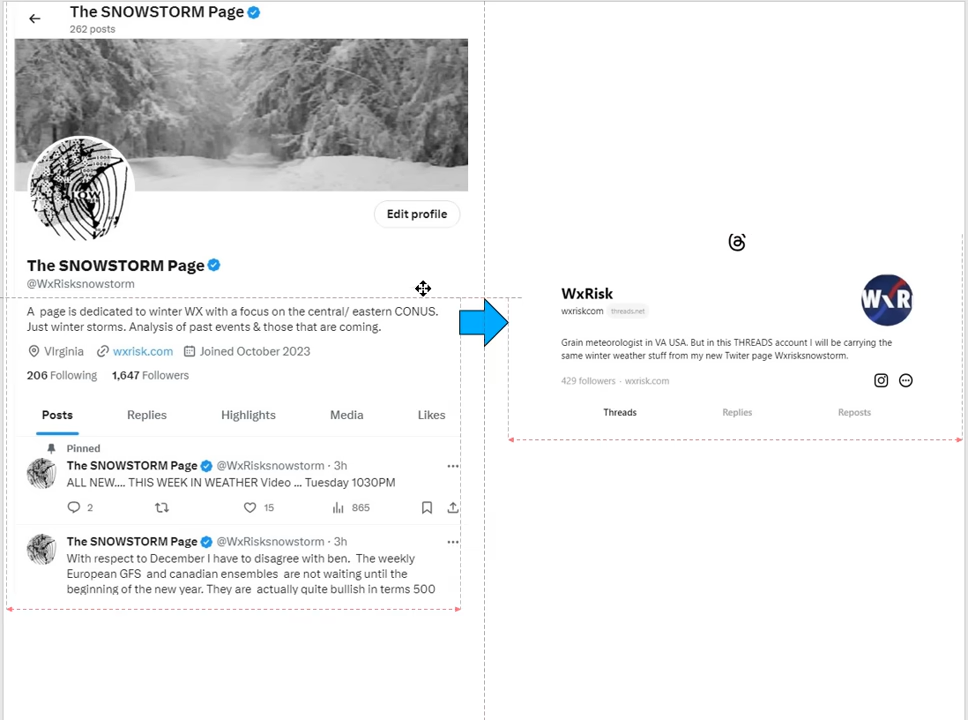 The SNOWSTORM Page
262 posts
Edit profile
The SNOWSTORM Page
@WxRisksnowstorm
A page is dedicated to winter WX with a focus on the central/ eastern CONUS.
Just winter storms. Analysis of past events & those that are coming.
VIrginia wxrisk.com Joined October 2023
206 Following 1,647 Followers
Posts Replies Highlights Media Likes
Pinned
The SNOWSTORM Page @WxRisksnowstorm · 3h
ALL NEW.... THIS WEEK IN WEATHER Video ... Tuesday 1030PM
2 15 865
The SNOWSTORM Page @WxRisksnowstorm · 3h
With respect to December I have to disagree with ben. The weekly
European GFS and canadian ensembles are not waiting until the
beginning of the new year. They are actually quite bullish in terms 500
WxRisk
wxriskcom threads.net
WXR
Grain meteorologist in VA USA. But in this THREADS account I will be carrying the
same winter weather stuff from my new Twiter page Wxrisksnowstorm.
429 followers · wxrisk.com
Threads Replies Reposts